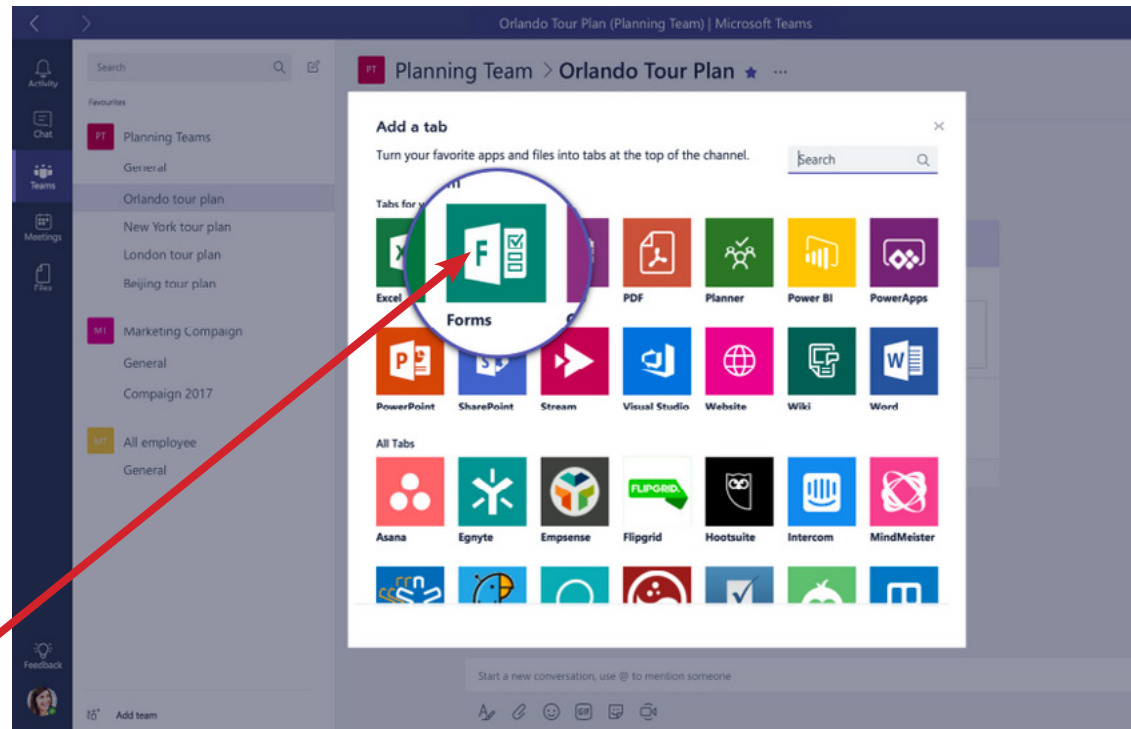 Orlando Tour Plan (Planning Team) | Microsoft Teams
Activity
Chat
Teams
Meetings
Files
Feedback
Search
Favourites
PT Planning Teams
General
Orlando tour plan
New York tour plan
London tour plan
Beijing tour plan
MT Marketing Compaign
General
Compaign 2017
MT All employee
General
Add team
PT Planning Team > Orlando Tour Plan ...
Add a tab
Turn your favorite apps and files into tabs at the top of the channel.
Search
Tabs for
Excel
F
Forms
PDF
Planner
Power BI
PowerApps
P
S
W
PowerPoint
SharePoint
Stream
Visual Studio
Website
Wiki
Word
All Tabs
FLIPGRID.
Asana
Egnyte
Empsense
Flipgrid
Hootsuite
Intercom
MindMeister
Start a new conversation, use @ to mention someone
GIF